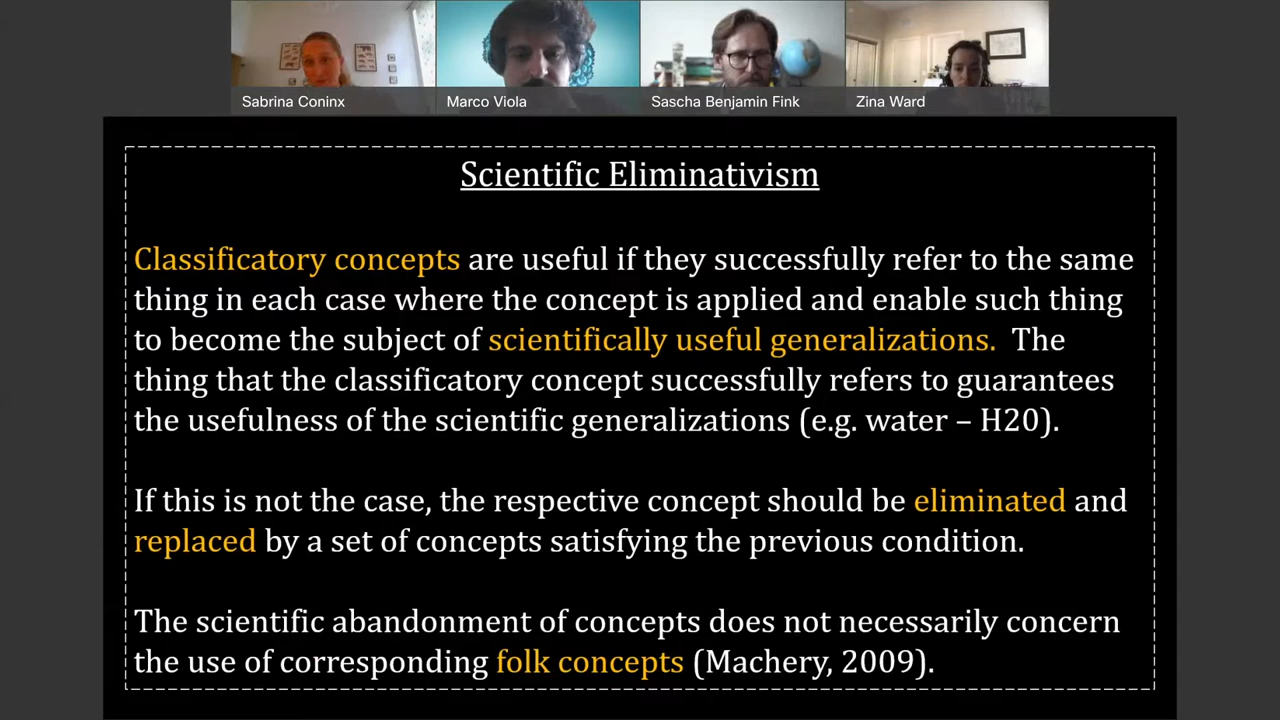 Sabrina Coninx
Marco Viola
Sascha Benjamin Fink
Zina Ward
Scientific Eliminativism
Classificatory concepts are useful if they successfully refer to the same
thing in each case where the concept is applied and enable such thing
to become the subject of scientifically useful generalizations. The
thing that the classificatory concept successfully refers to guarantees
the usefulness of the scientific generalizations (e.g. water – H20).
If this is not the case, the respective concept should be eliminated and
replaced by a set of concepts satisfying the previous condition.
The scientific abandonment of concepts does not necessarily concern
the use of corresponding folk concepts (Machery, 2009).